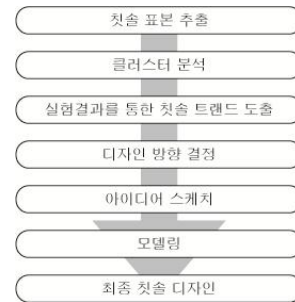 칫솔 표본 추출
클러스터 분석
실험결과를 통한 칫솔 트랜드 도출
디자인 방향 결정
아이디어 스케치
모델링
최종 칫솔 디자인